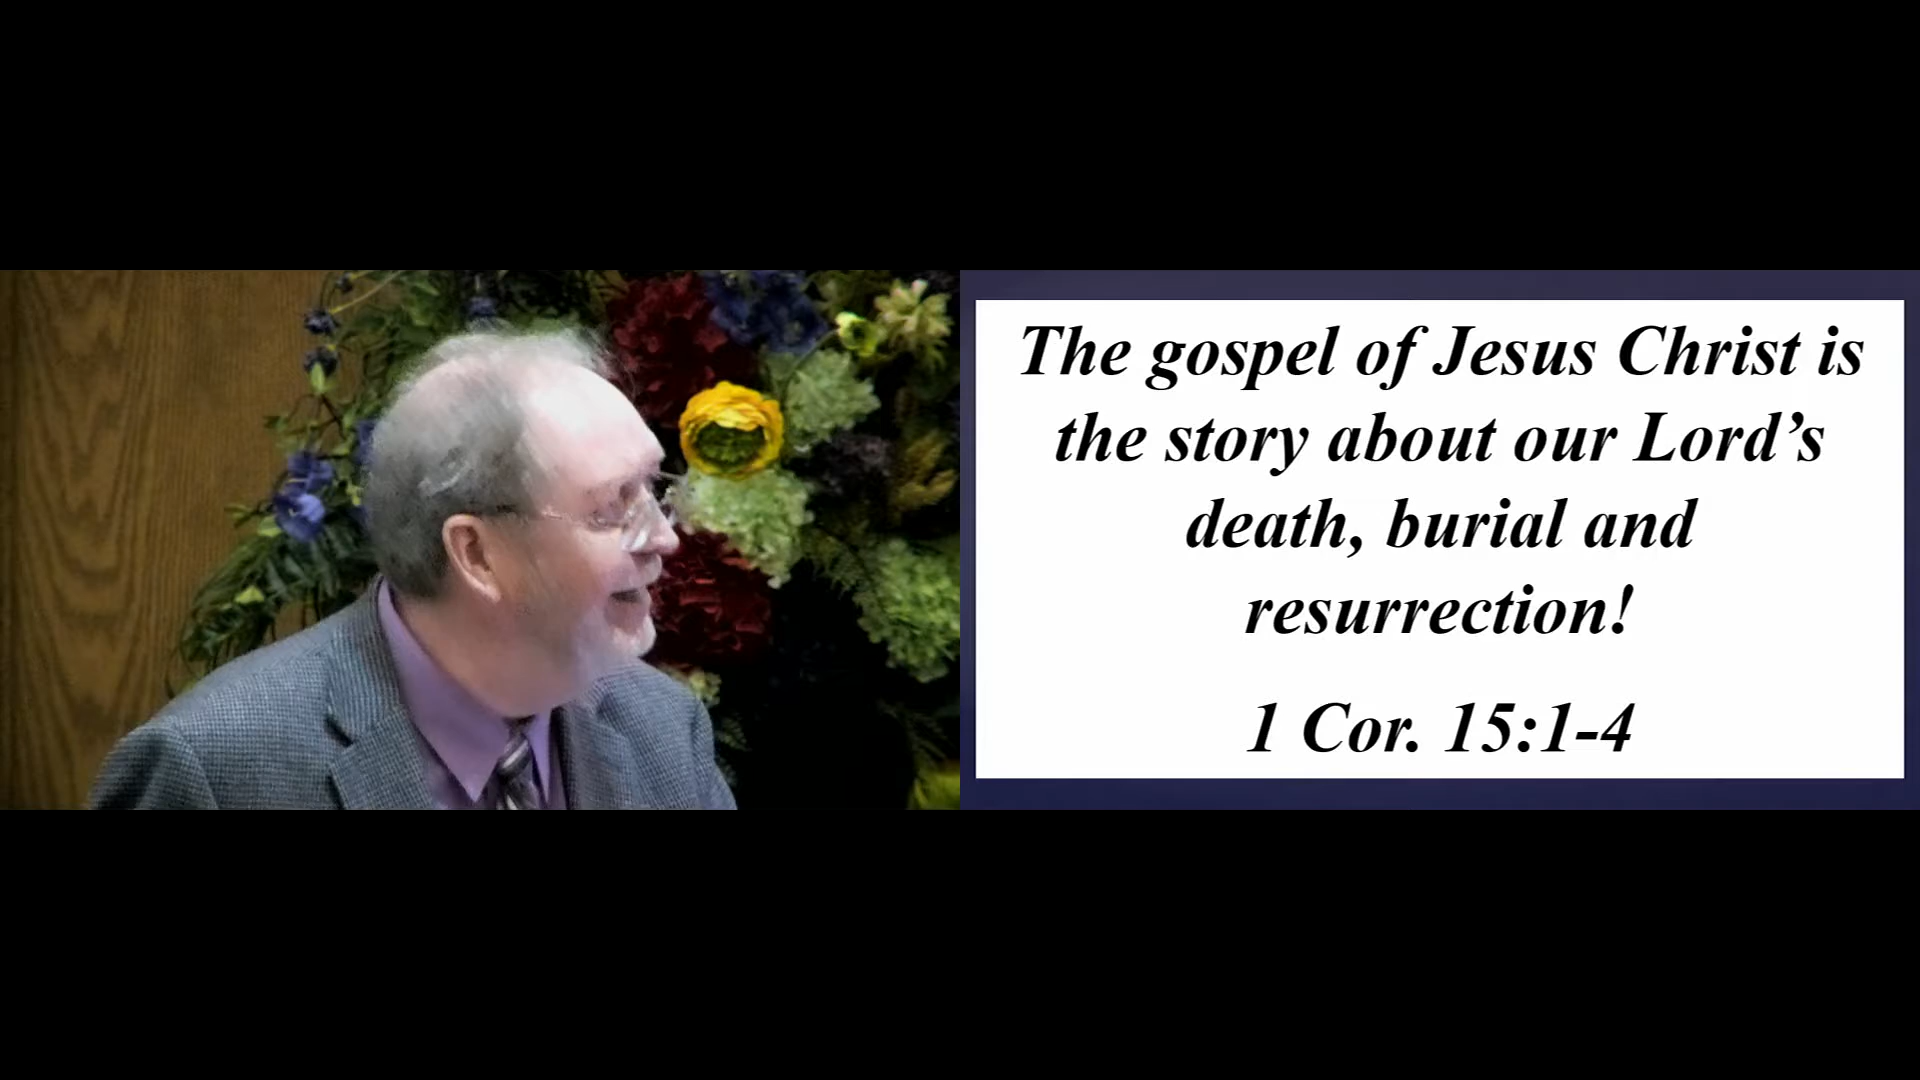 The gospel of Jesus Christ is
the story about our Lord’s
death, burial and
resurrection!
1 Cor. 15:1-4